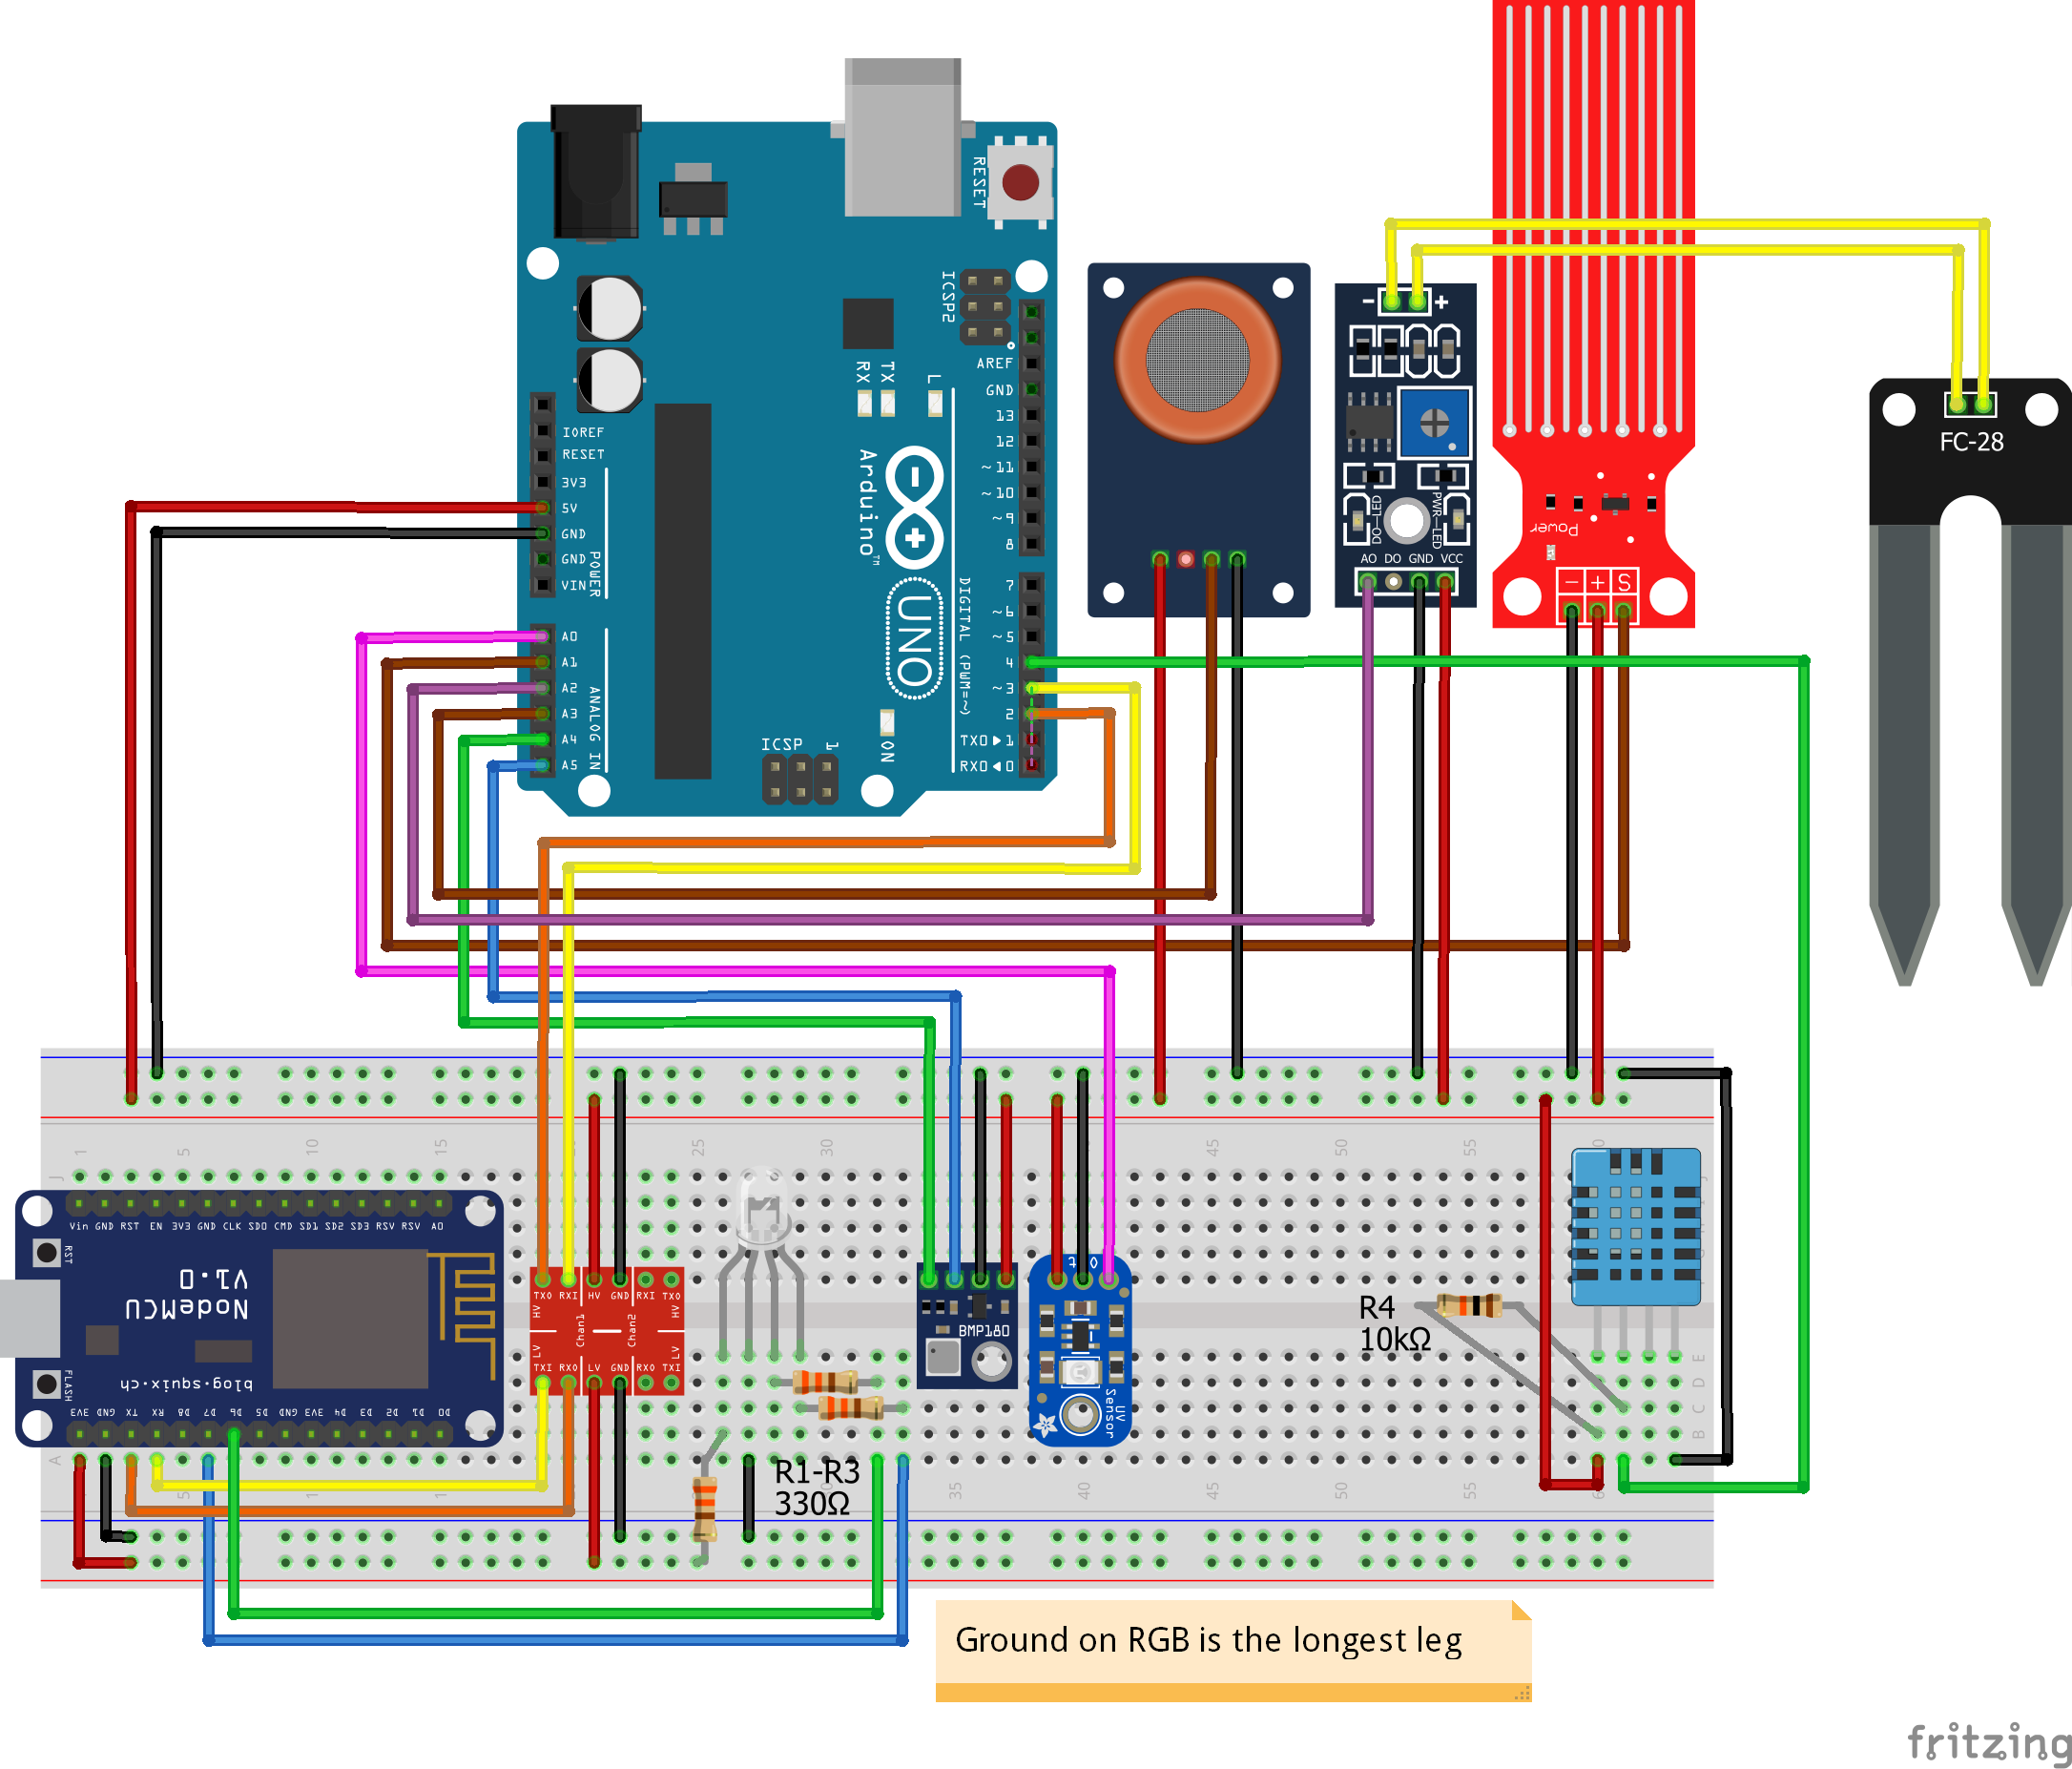 RESET
ICSP2
AREF
GND
13
12
~11
~10
~9
8
7
~6
~5
4
~3
2
TX0▶1
RX0◀0
RX
TX
L
IOREF
RESET
3V3
5V
GND
GND
VIN
POWER
A0
A1
A2
A3
A4
A5
ANALOG IN
Arduino™
UNO
DIGITAL (PWM=~)
ICSP
1
ON
- +
DO-LED
PWR-LED
AO DO GND VCC
Power
- + S
FC-28
1 5 10 15 25 30 45 50 55 60
J
Vin GND RST EN 3V3 GND CLK SD0 CMD SD1 SD2 SD3 RSV RSV A0
RST
NodeMCU
V1.0
blog.squix.ch
FLASH
3V3 GND TX RX D8 D7 D6 D5 GND 3V3 D4 D3 D2 D1 D0
A
TX0 RXI HV GND RXI TX0
HV
HV
Chan1
Chan2
LV
LV
TXI RX0 LV GND RX0 TXI
BMP180
UV
Sensor
R4
10kΩ
R1-R3
330Ω
E
D
C
B
35 40 45 50 55
Ground on RGB is the longest leg
fritzing